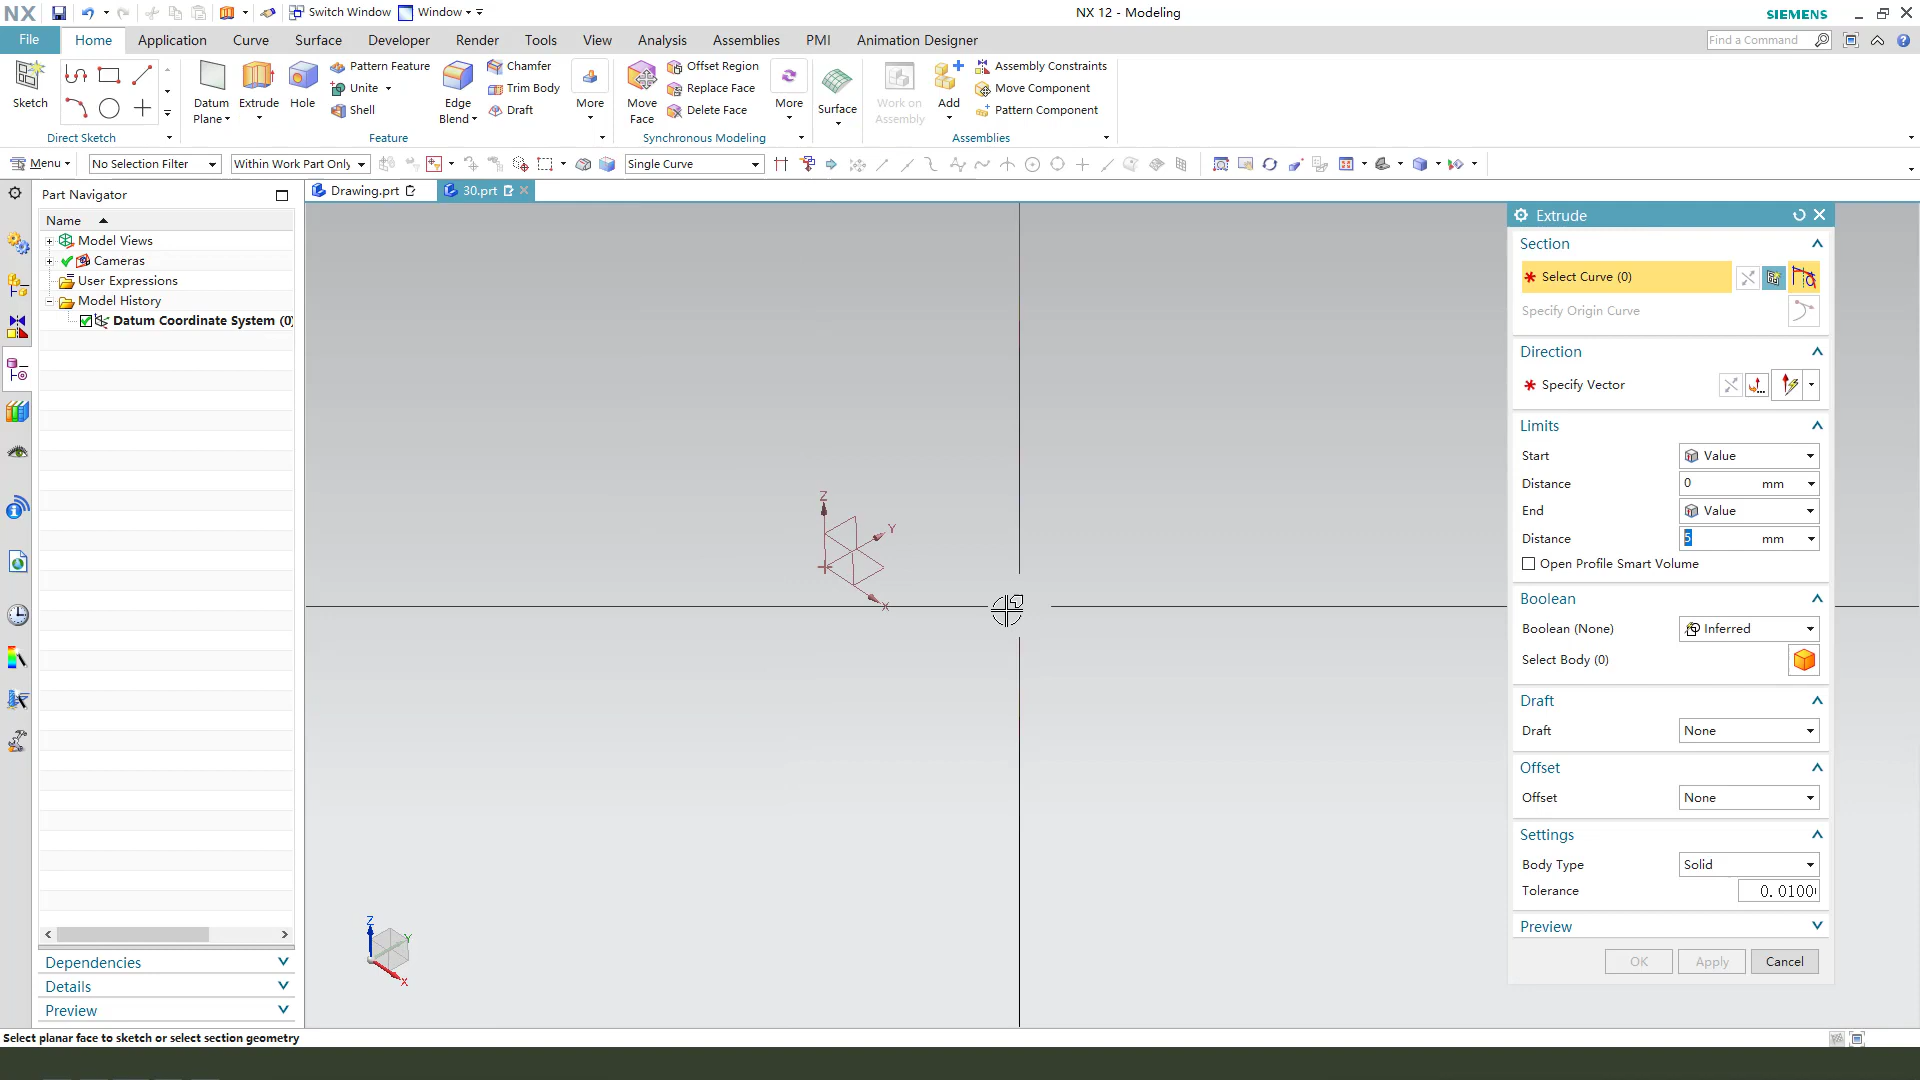 NX
Switch Window
Window
NX 12 - Modeling
SIEMENS
File
Home
Application
Curve
Surface
Developer
Render
Tools
View
Analysis
Assemblies
PMI
Animation Designer
Find a Command
Sketch
Direct Sketch
Datum
Plane
Extrude
Hole
Pattern Feature
Unite
Shell
Edge
Blend
Chamfer
Trim Body
Draft
More
Feature
Move
Face
Offset Region
Replace Face
Delete Face
More
Synchronous Modeling
Surface
Work on
Assembly
Add
Assembly Constraints
Move Component
Pattern Component
Assemblies
Menu
No Selection Filter
Within Work Part Only
Single Curve
Part Navigator
Drawing.prt
30.prt
Name
Model Views
Cameras
User Expressions
Model History
Datum Coordinate System (0)
Dependencies
Details
Preview
Z
Y
X
Z
Y
X
Extrude
Section
* Select Curve (0)
Specify Origin Curve
Direction
* Specify Vector
Limits
Start
Value
Distance
0 mm
End
Value
Distance
5 mm
Open Profile Smart Volume
Boolean
Boolean (None)
Inferred
Select Body (0)
Draft
Draft
None
Offset
Offset
None
Settings
Body Type
Solid
Tolerance
0.0100
Preview
OK
Apply
Cancel
Select planar face to sketch or select section geometry